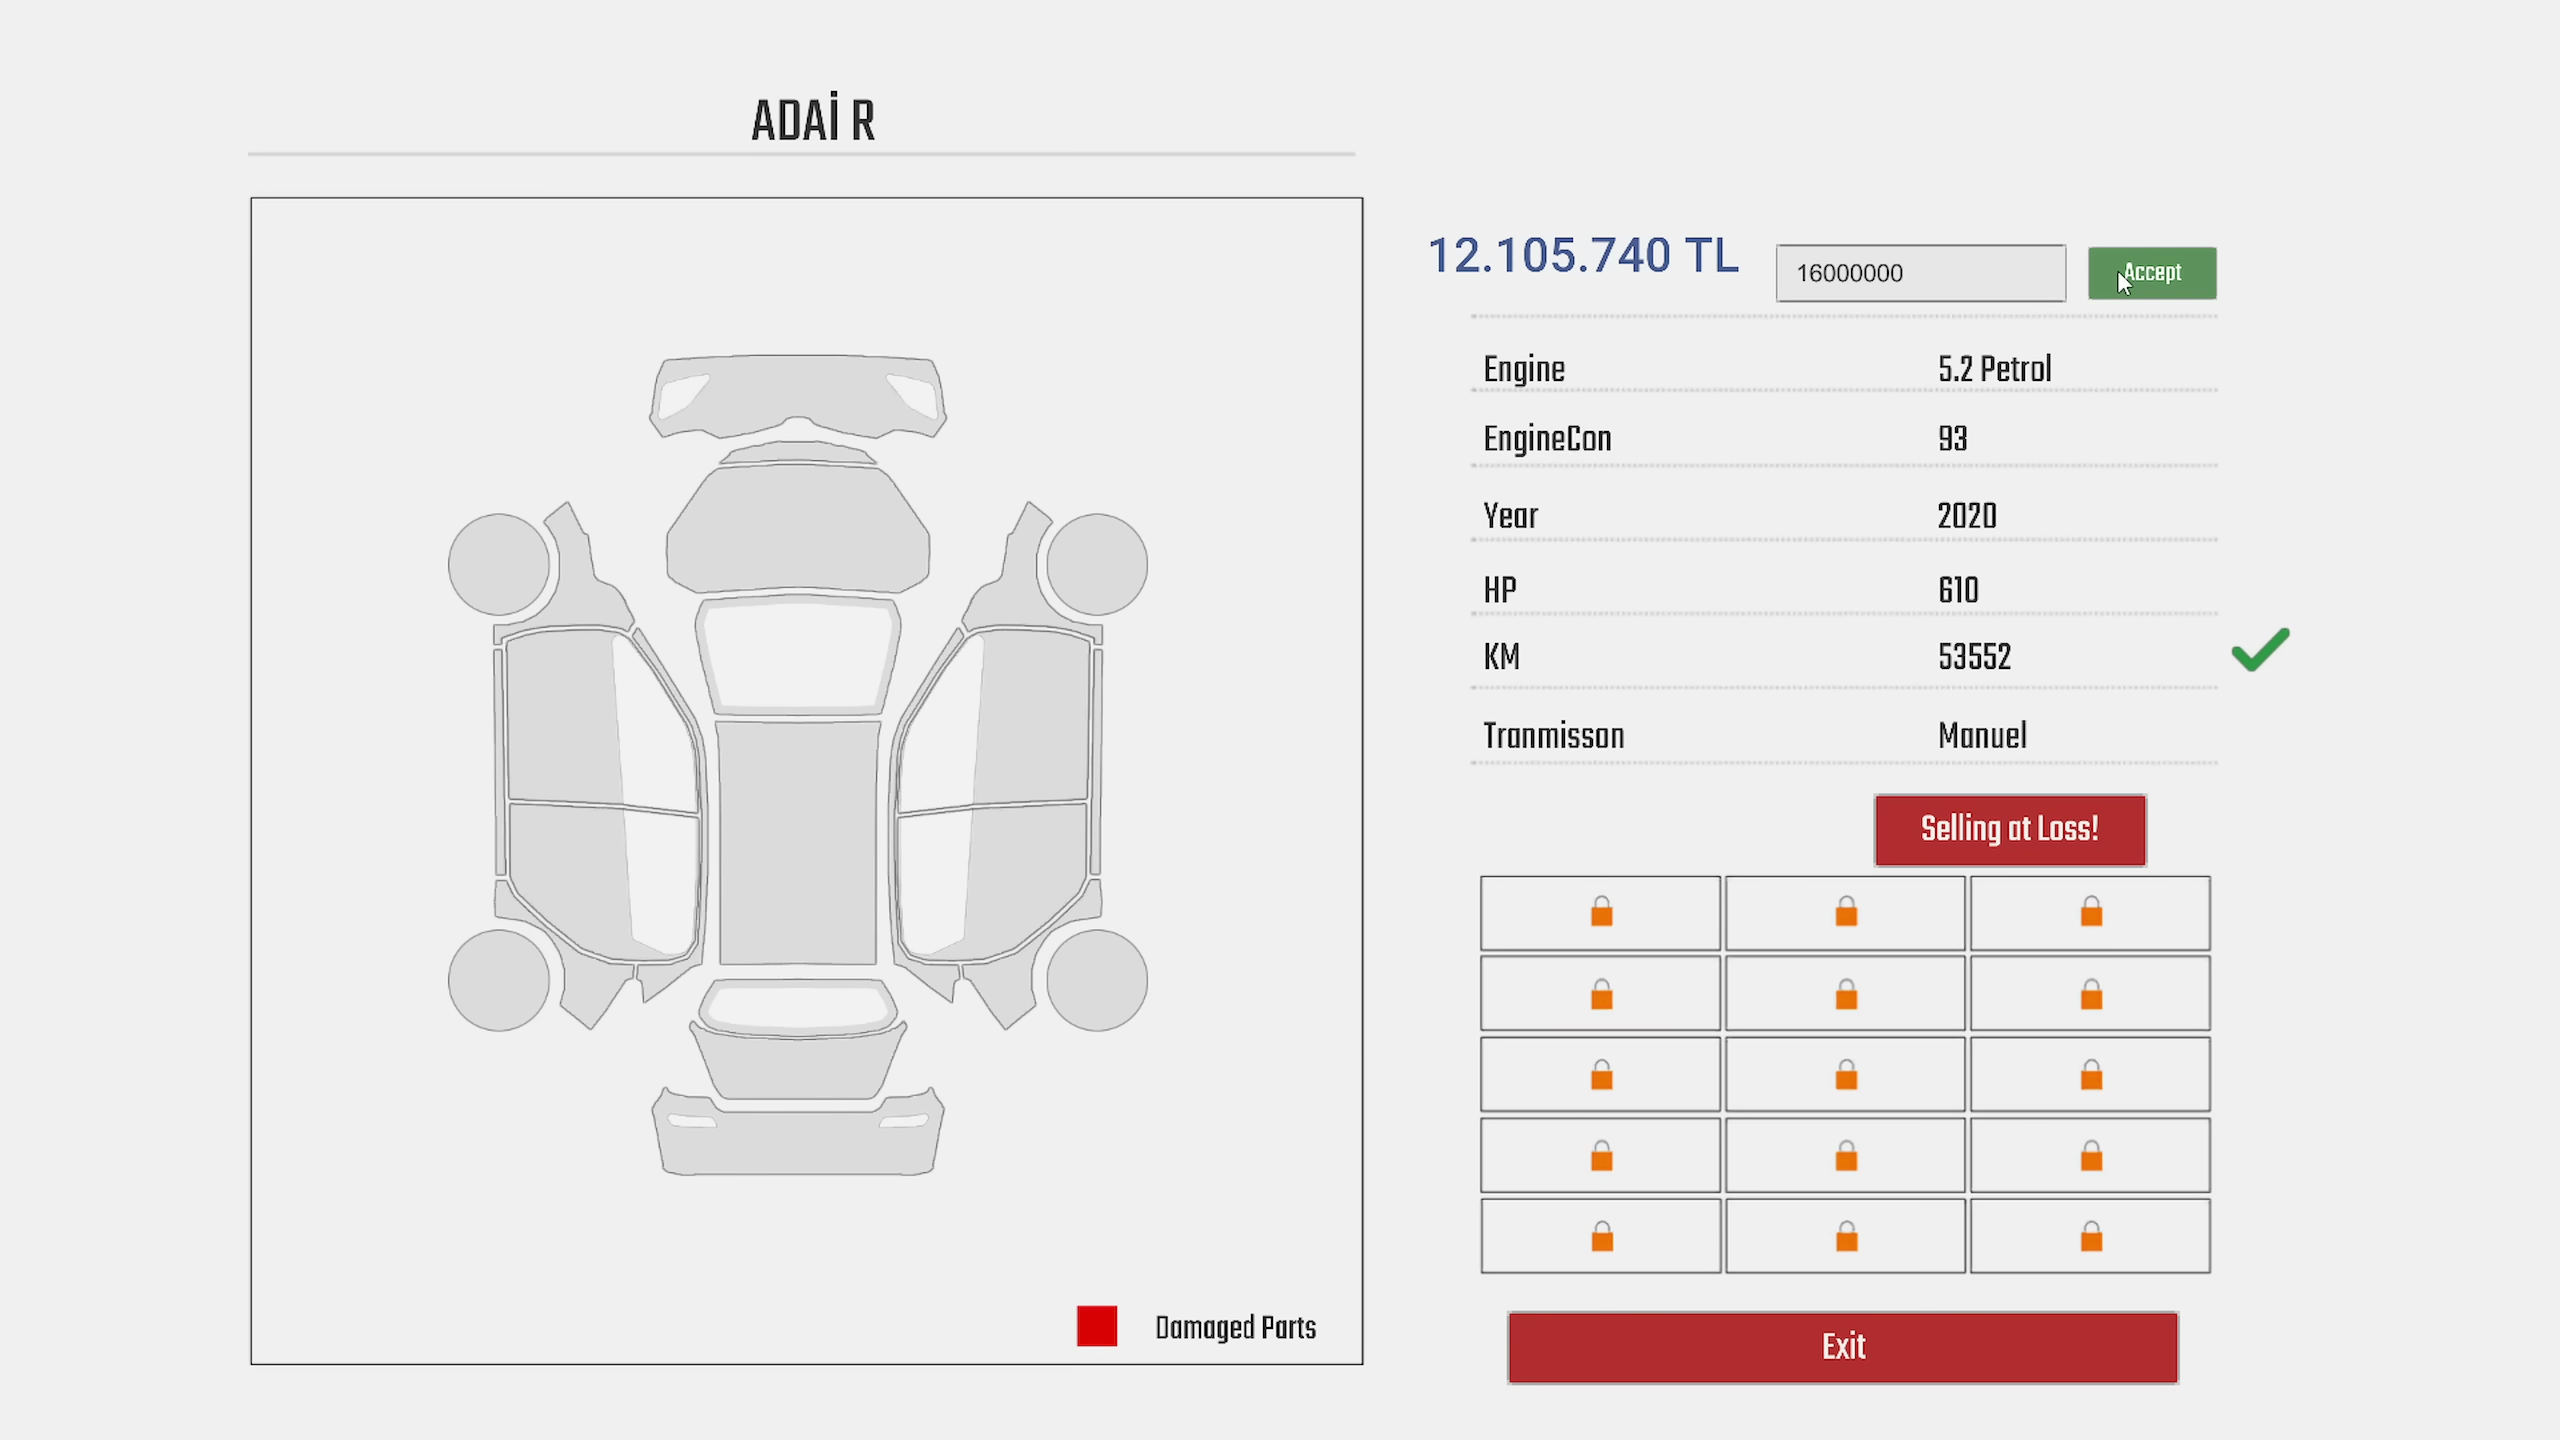 ADAİ R
12.105.740 TL
16000000
Accept
Engine 5.2 Petrol
EngineCon 93
Year 2020
HP 610
KM 53552
Tranmisson Manuel
Selling at Loss!
Damaged Parts
Exit